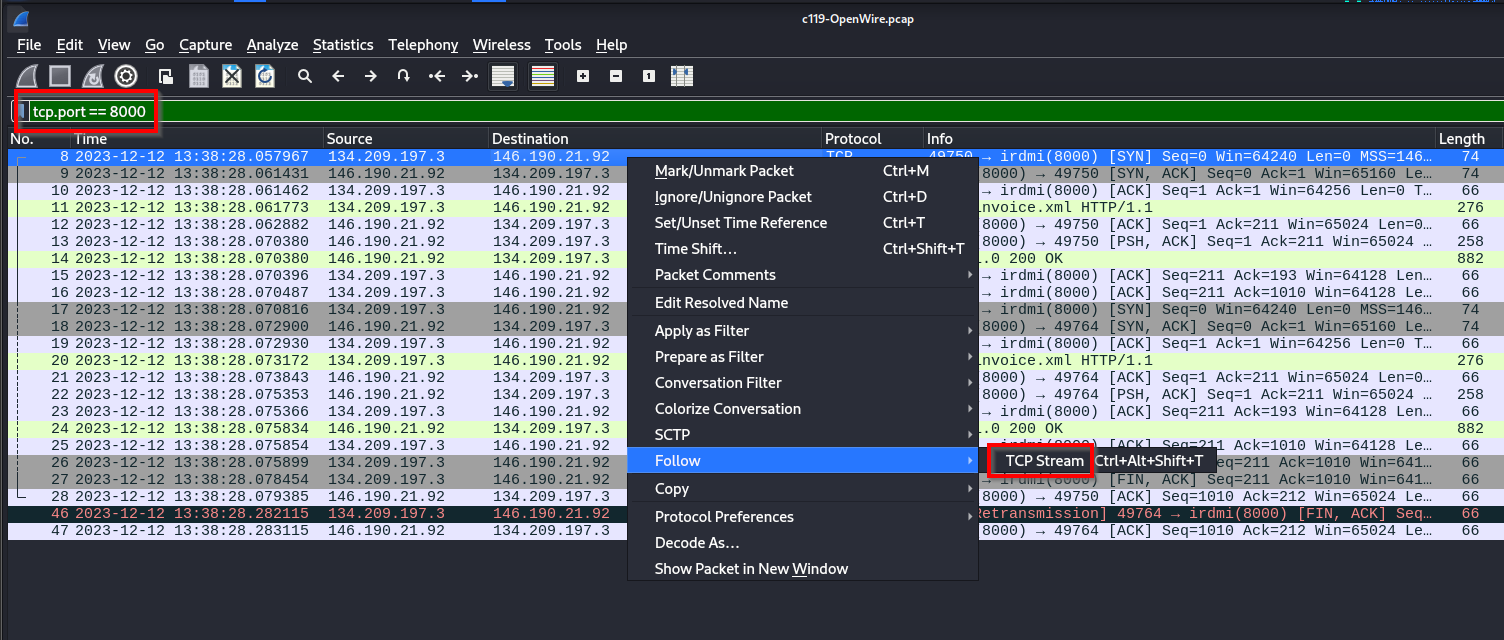 c119-OpenWire.pcap
File Edit View Go Capture Analyze Statistics Telephony Wireless Tools Help
tcp.port == 8000
No. Time Source Destination Protocol Info Length
8 2023-12-12 13:38:28.057967 134.209.197.3 146.190.21.92 TCP 49750 → irdmi(8000) [SYN] Seq=0 Win=64240 Len=0 MSS=146… 74
9 2023-12-12 13:38:28.061431 146.190.21.92 134.209.197.3 8000) → 49750 [SYN, ACK] Seq=0 Ack=1 Win=65160 Le… 74
10 2023-12-12 13:38:28.061462 134.209.197.3 146.190.21.92 → irdmi(8000) [ACK] Seq=1 Ack=1 Win=64256 Len=0 T… 66
11 2023-12-12 13:38:28.061773 134.209.197.3 146.190.21.92 nvoice.xml HTTP/1.1 276
12 2023-12-12 13:38:28.062882 146.190.21.92 134.209.197.3 8000) → 49750 [ACK] Seq=1 Ack=211 Win=65024 Len=0… 66
13 2023-12-12 13:38:28.070380 146.190.21.92 134.209.197.3 8000) → 49750 [PSH, ACK] Seq=1 Ack=211 Win=65024 … 258
14 2023-12-12 13:38:28.070380 146.190.21.92 134.209.197.3 .0 200 OK 882
15 2023-12-12 13:38:28.070396 134.209.197.3 146.190.21.92 → irdmi(8000) [ACK] Seq=211 Ack=193 Win=64128 Len… 66
16 2023-12-12 13:38:28.070487 134.209.197.3 146.190.21.92 → irdmi(8000) [ACK] Seq=211 Ack=1010 Win=64128 Le… 66
17 2023-12-12 13:38:28.070816 134.209.197.3 146.190.21.92 → irdmi(8000) [SYN] Seq=0 Win=64240 Len=0 MSS=146… 74
18 2023-12-12 13:38:28.072900 146.190.21.92 134.209.197.3 8000) → 49764 [SYN, ACK] Seq=0 Ack=1 Win=65160 Le… 74
19 2023-12-12 13:38:28.072930 134.209.197.3 146.190.21.92 → irdmi(8000) [ACK] Seq=1 Ack=1 Win=64256 Len=0 T… 66
20 2023-12-12 13:38:28.073172 134.209.197.3 146.190.21.92 nvoice.xml HTTP/1.1 276
21 2023-12-12 13:38:28.073843 146.190.21.92 134.209.197.3 8000) → 49764 [ACK] Seq=1 Ack=211 Win=65024 Len=0… 66
22 2023-12-12 13:38:28.075353 146.190.21.92 134.209.197.3 8000) → 49764 [PSH, ACK] Seq=1 Ack=211 Win=65024 … 258
23 2023-12-12 13:38:28.075366 134.209.197.3 146.190.21.92 → irdmi(8000) [ACK] Seq=211 Ack=193 Win=64128 Len… 66
24 2023-12-12 13:38:28.075834 146.190.21.92 134.209.197.3 .0 200 OK 882
25 2023-12-12 13:38:28.075854 134.209.197.3 146.190.21.92 → irdmi(8000) [ACK] Seq=211 Ack=1010 Win=64128 Le… 66
26 2023-12-12 13:38:28.075899 134.209.197.3 146.190.21.92 eq=211 Ack=1010 Win=641… 66
27 2023-12-12 13:38:28.078454 134.209.197.3 146.190.21.92 → irdmi(8000) [FIN, ACK] Seq=211 Ack=1010 Win=641… 66
28 2023-12-12 13:38:28.079385 146.190.21.92 134.209.197.3 8000) → 49750 [ACK] Seq=1010 Ack=212 Win=65024 Le… 66
46 2023-12-12 13:38:28.282115 134.209.197.3 146.190.21.92 etransmission] 49764 → irdmi(8000) [FIN, ACK] Seq… 66
47 2023-12-12 13:38:28.283115 146.190.21.92 134.209.197.3 8000) → 49764 [ACK] Seq=1010 Ack=212 Win=65024 Le… 66
Mark/Unmark Packet Ctrl+M
Ignore/Unignore Packet Ctrl+D
Set/Unset Time Reference Ctrl+T
Time Shift… Ctrl+Shift+T
Packet Comments
Edit Resolved Name
Apply as Filter
Prepare as Filter
Conversation Filter
Colorize Conversation
SCTP
Follow
TCP Stream Ctrl+Alt+Shift+T
Copy
Protocol Preferences
Decode As…
Show Packet in New Window